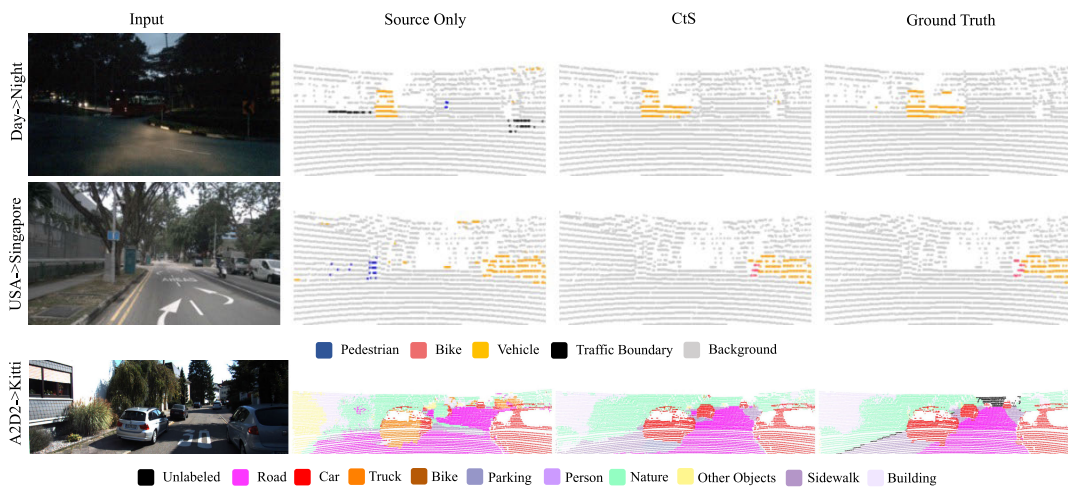 Input Source Only CtS Ground Truth
Day->Night
USA->Singapore
Pedestrian Bike Vehicle Traffic Boundary Background
A2D2->Kitti
Unlabeled Road Car Truck Bike Parking Person Nature Other Objects Sidewalk Building